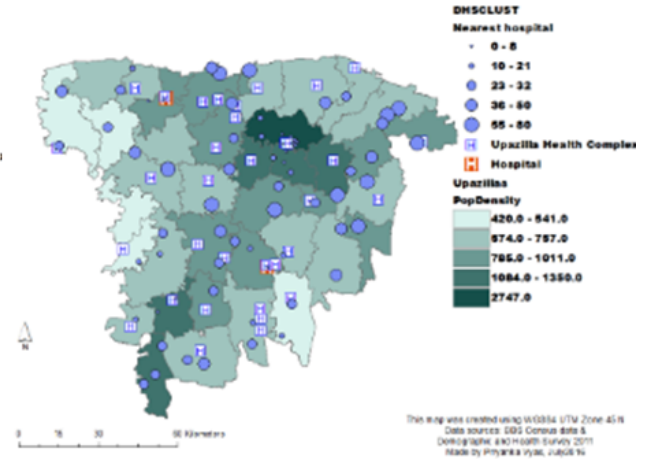 DHSCLUST
Nearest hospital
0 - 8
10 - 21
23 - 32
36 - 50
55 - 80
Upazilla Health Complex
Hospital
Upazilas
PopDensity
420.0 - 541.0
574.0 - 757.0
785.0 - 1011.0
1084.0 - 1350.0
2747.0
N
0 15 30 60 Kilometers
This map was created using WGS84 UTM Zone 45N
Data sources: BBS Census data &
Demographic and Health Survey 2011
Made by Priyanka Vyas, July2015